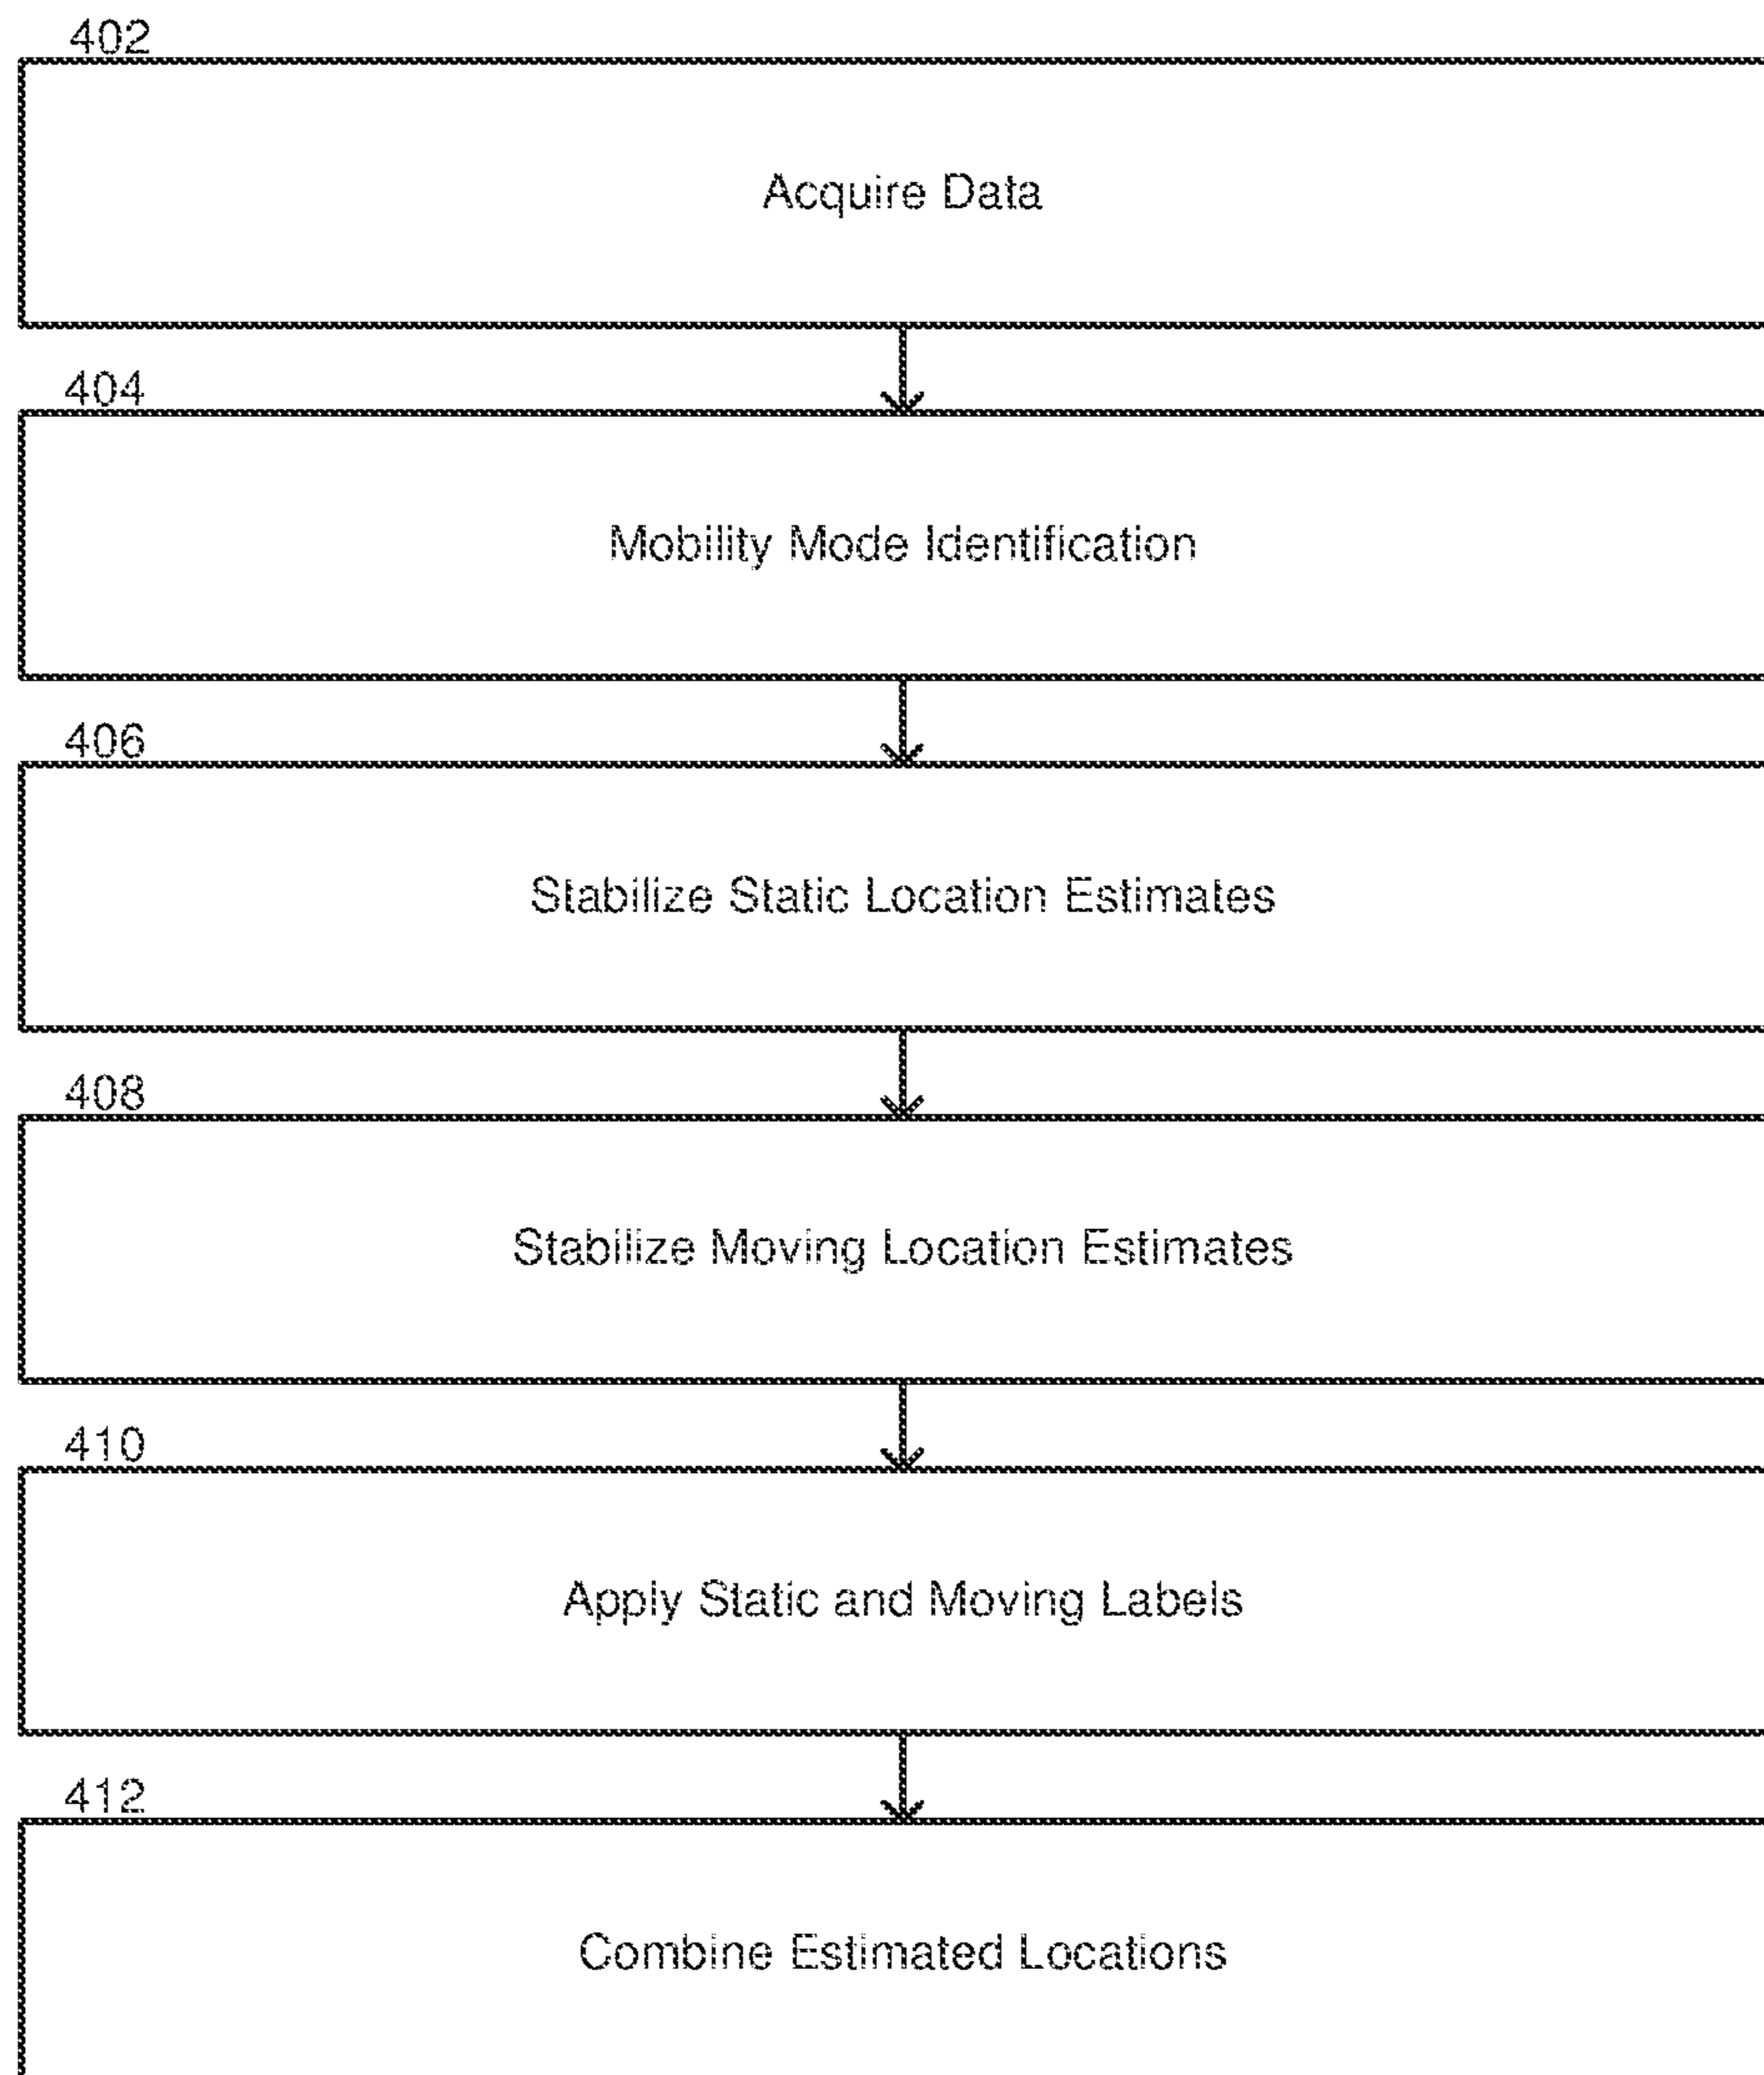 402
Acquire Data
404
Mobility Mode Identification
406
Stabilize Static Location Estimates
408
Stabilize Moving Location Estimates
410
Apply Static and Moving Labels
412
Combine Estimated Locations